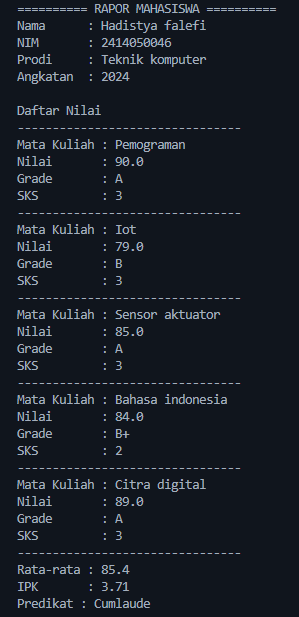 ========== RAPOR MAHASISWA ==========
Nama      : Hadistya falefi
NIM       : 2414050046
Prodi     : Teknik komputer
Angkatan  : 2024

Daftar Nilai
--------------------------------
Mata Kuliah : Pemograman
Nilai       : 90.0
Grade       : A
SKS         : 3
--------------------------------
Mata Kuliah : Iot
Nilai       : 79.0
Grade       : B
SKS         : 3
--------------------------------
Mata Kuliah : Sensor aktuator
Nilai       : 85.0
Grade       : A
SKS         : 3
--------------------------------
Mata Kuliah : Bahasa indonesia
Nilai       : 84.0
Grade       : B+
SKS         : 2
--------------------------------
Mata Kuliah : Citra digital
Nilai       : 89.0
Grade       : A
SKS         : 3
--------------------------------
Rata-rata : 85.4
IPK       : 3.71
Predikat : Cumlaude